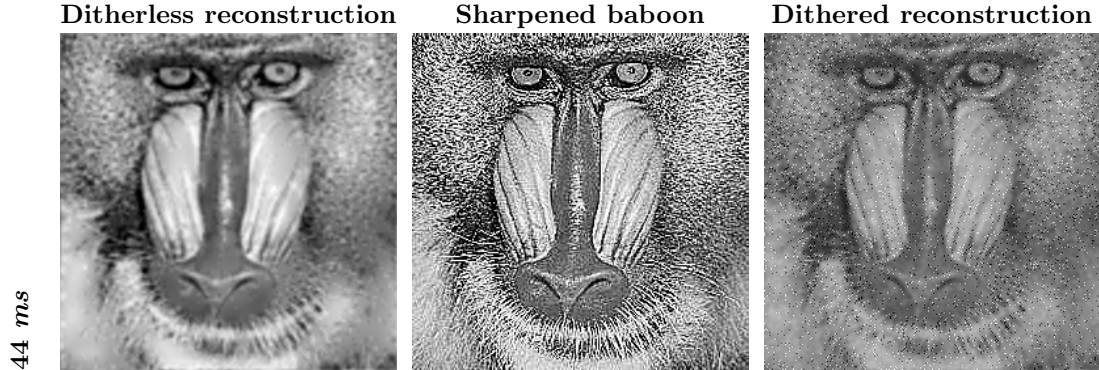 Ditherless reconstruction
Sharpened baboon
Dithered reconstruction
44 ms